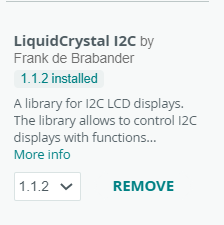 LiquidCrystal I2C by
Frank de Brabander
1.1.2 installed
A library for I2C LCD displays.
The library allows to control I2C
displays with functions...
More info
1.1.2
REMOVE